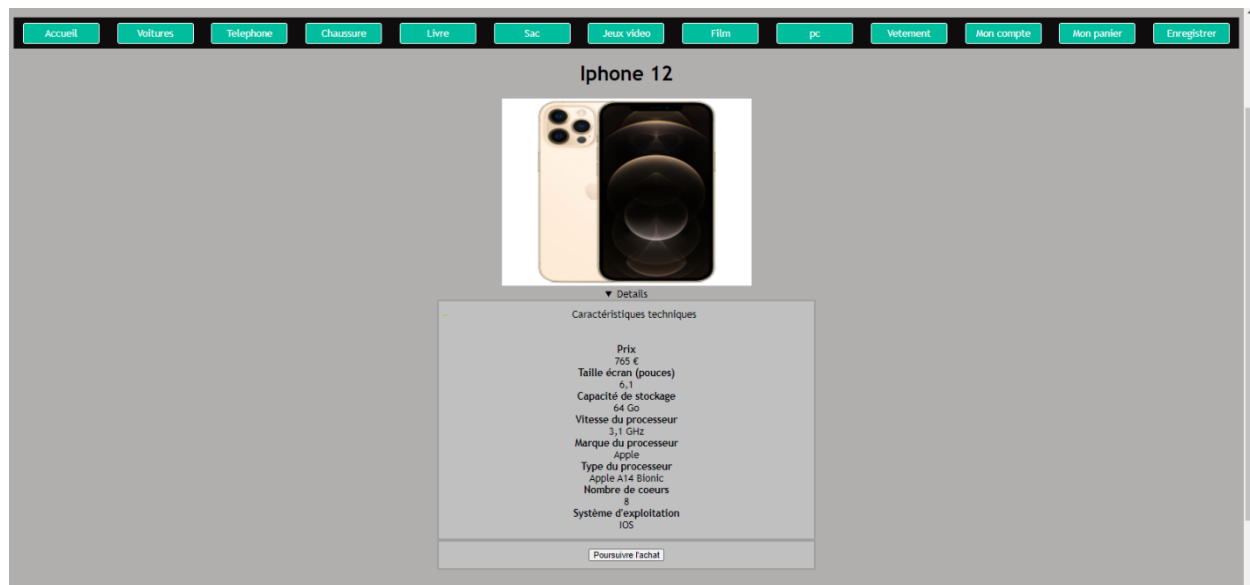 Accueil Voitures Telephone Chaussure Livre Sac Jeux video Film pc Vetement Mon compte Mon panier Enregistrer
Iphone 12
▼ Details
Caractéristiques techniques
Prix
765 €
Taille écran (pouces)
6,1
Capacité de stockage
64 Go
Vitesse du processeur
3,1 GHz
Marque du processeur
Apple
Type du processeur
Apple A14 Bionic
Nombre de coeurs
8
Système d'exploitation
IOS
Poursuivre l'achat